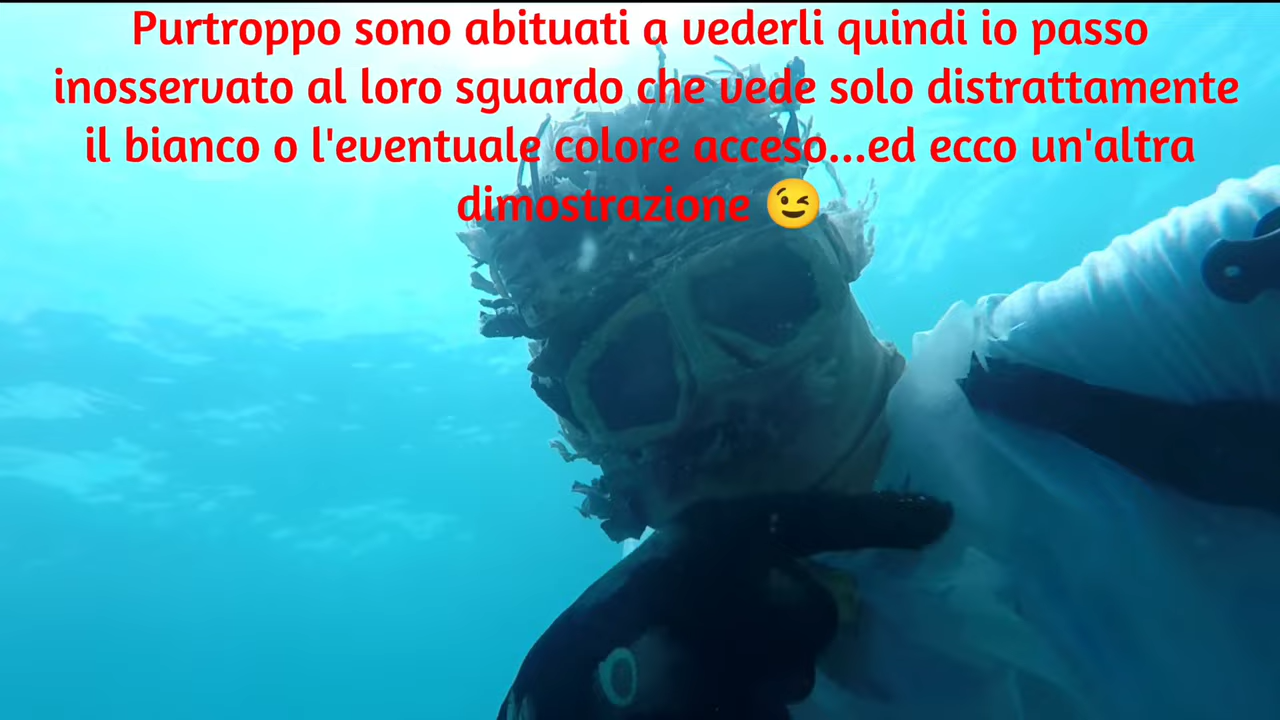 Purtroppo sono abituati a vederli quindi io passo
inosservato al loro sguardo che vede solo distrattamente
il bianco o l'eventuale colore acceso...ed ecco un'altra
dimostrazione 😉